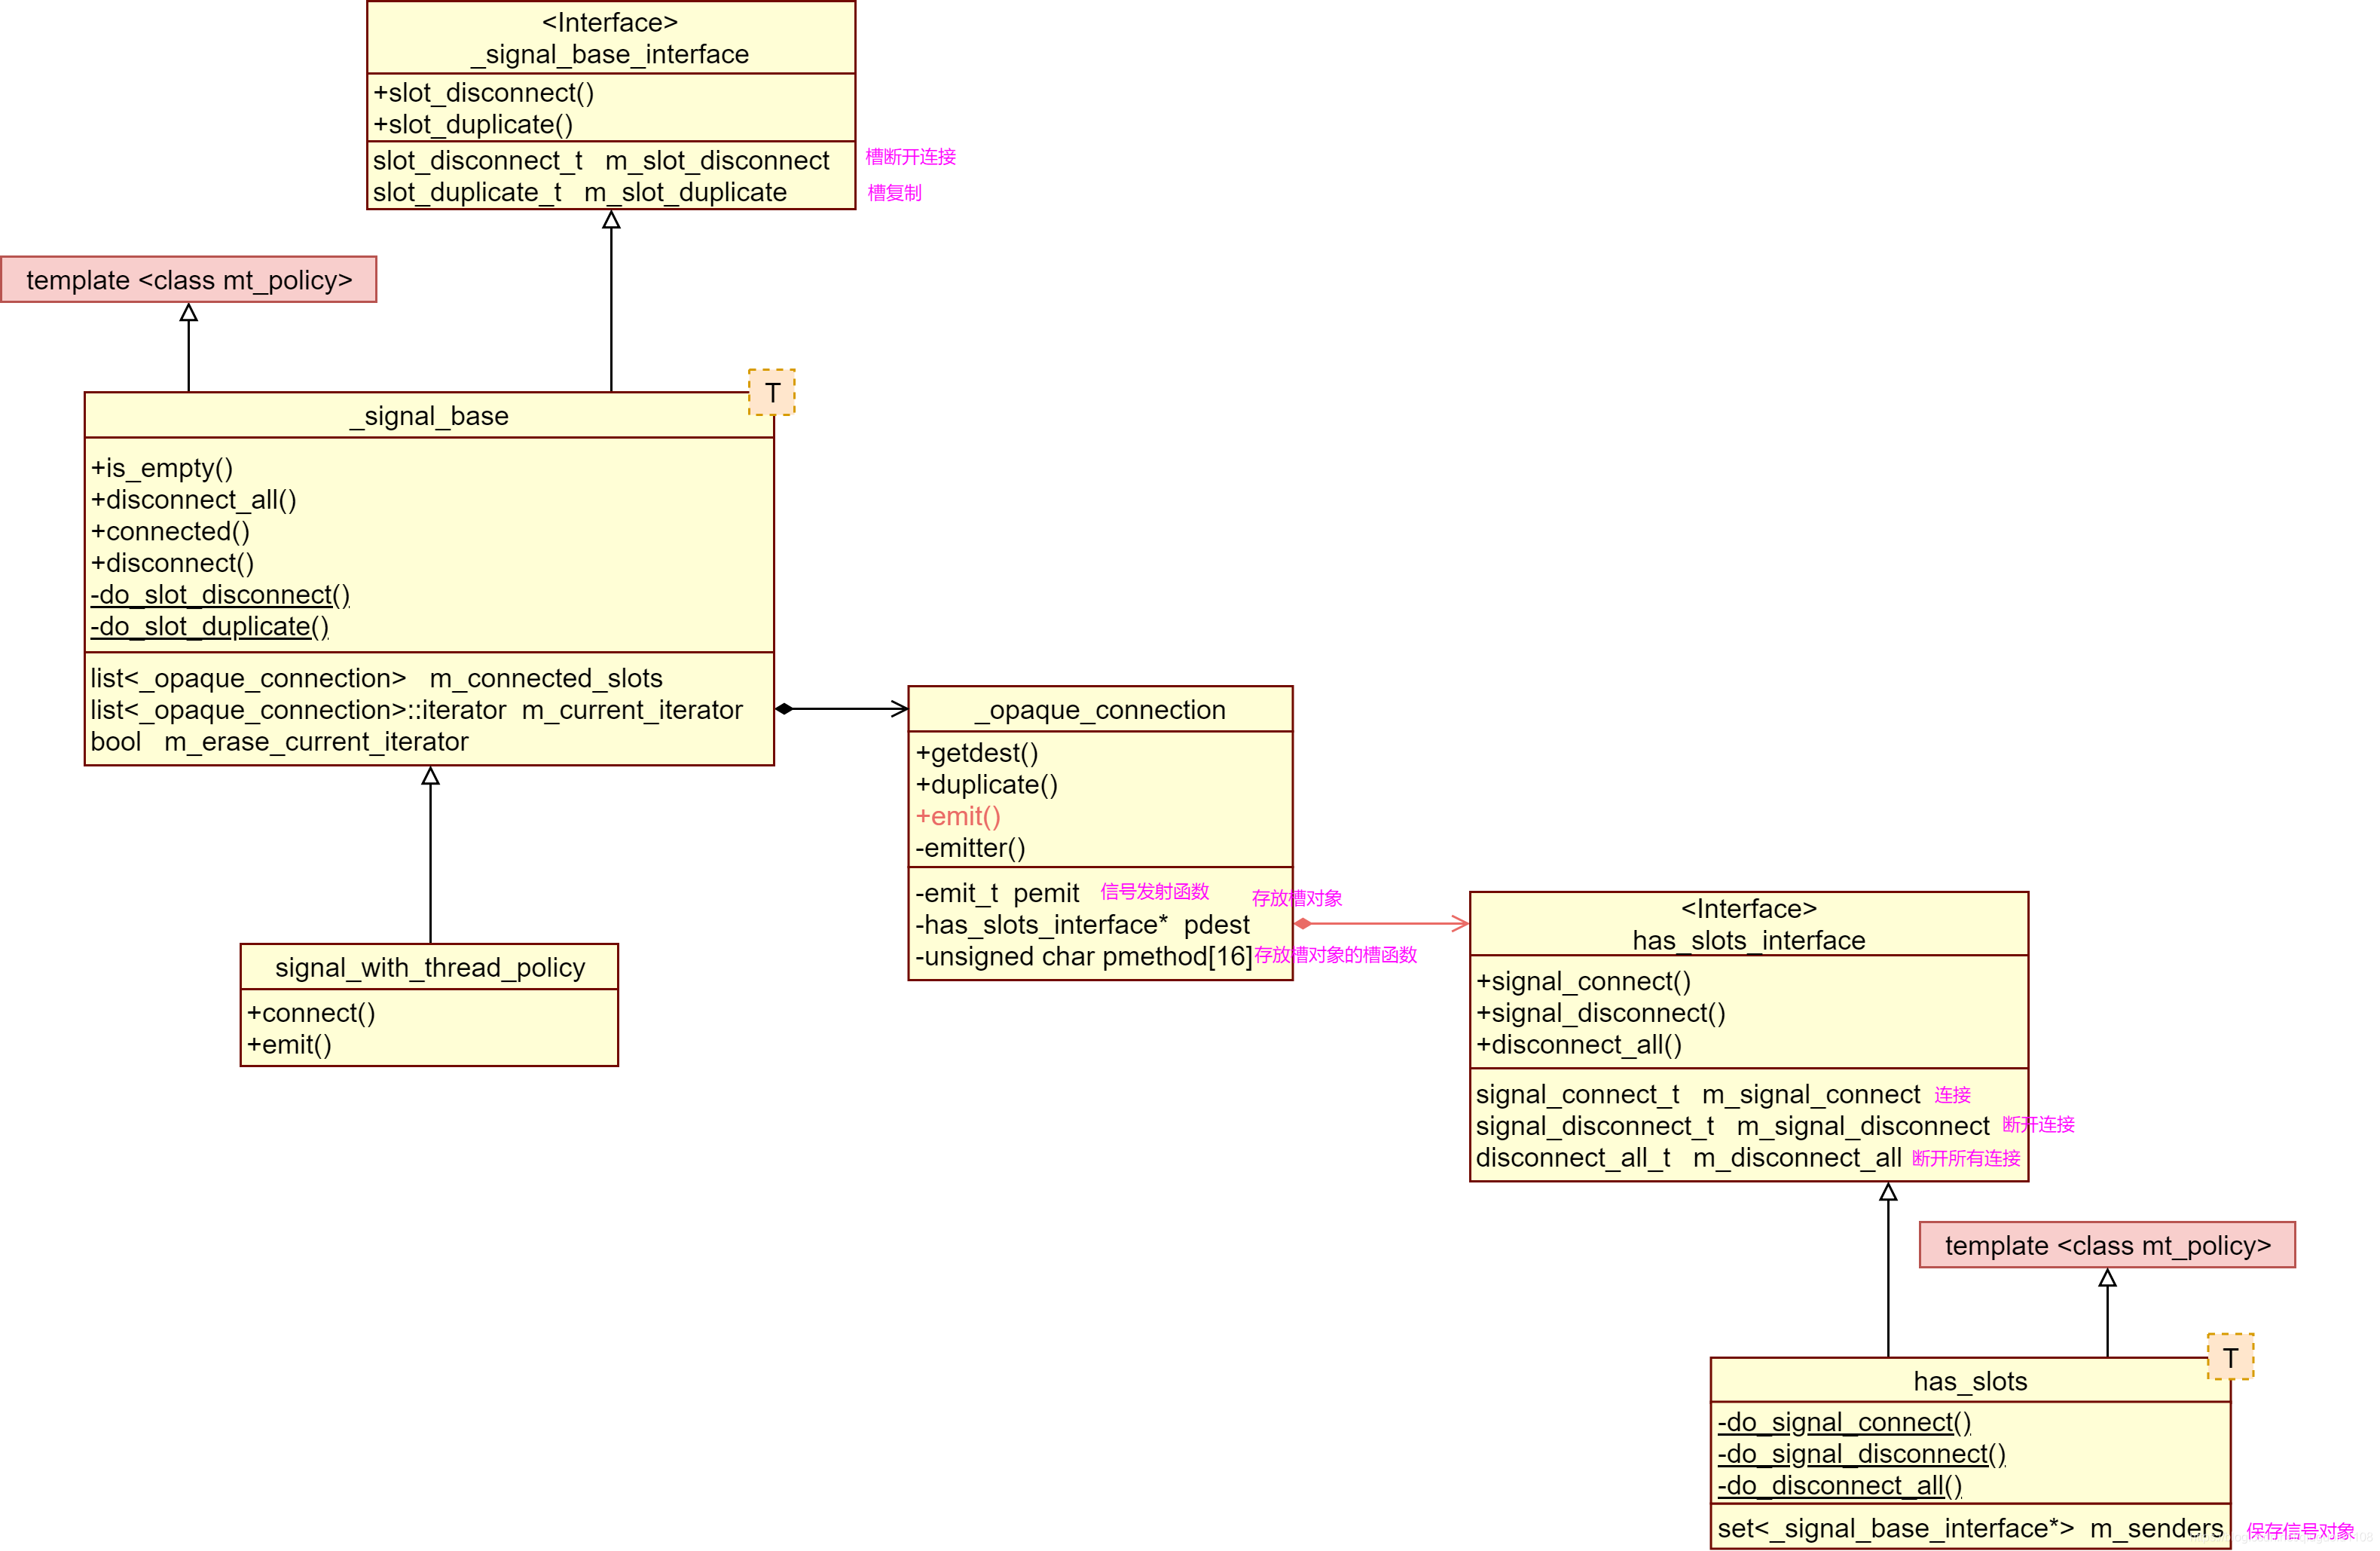 <Interface>
_signal_base_interface
+slot_disconnect()
+slot_duplicate()
slot_disconnect_t m_slot_disconnect 槽断开连接
slot_duplicate_t m_slot_duplicate 槽复制
template <class mt_policy>
T
_signal_base
+is_empty()
+disconnect_all()
+connected()
+disconnect()
-do_slot_disconnect()
-do_slot_duplicate()
list<_opaque_connection> m_connected_slots
list<_opaque_connection>::iterator m_current_iterator
bool m_erase_current_iterator
signal_with_thread_policy
+connect()
+emit()
_opaque_connection
+getdest()
+duplicate()
+emit()
-emitter()
-emit_t pemit 信号发射函数
存放槽对象
-has_slots_interface* pdest
-unsigned char pmethod[16] 存放槽对象的槽函数
<Interface>
has_slots_interface
+signal_connect()
+signal_disconnect()
+disconnect_all()
signal_connect_t m_signal_connect 连接
signal_disconnect_t m_signal_disconnect 断开连接
disconnect_all_t m_disconnect_all 断开所有连接
template <class mt_policy>
T
has_slots
-do_signal_connect()
-do_signal_disconnect()
-do_disconnect_all()
set<_signal_base_interface*> m_senders 保存信号对象